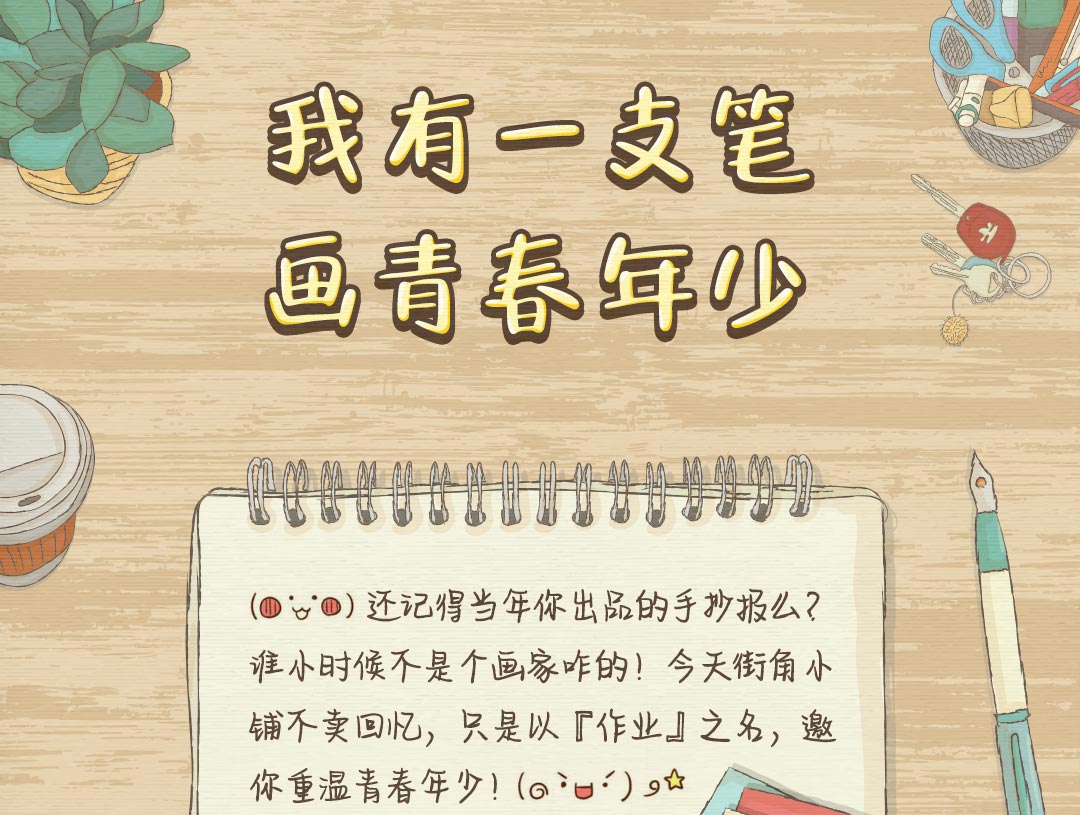 我有一支笔
画青春年少
还记得当年你出品的手抄报么？
谁小时候不是个画家咋的！今天街角小
铺不卖回忆，只是以『作业』之名，邀
你重温青春年少！